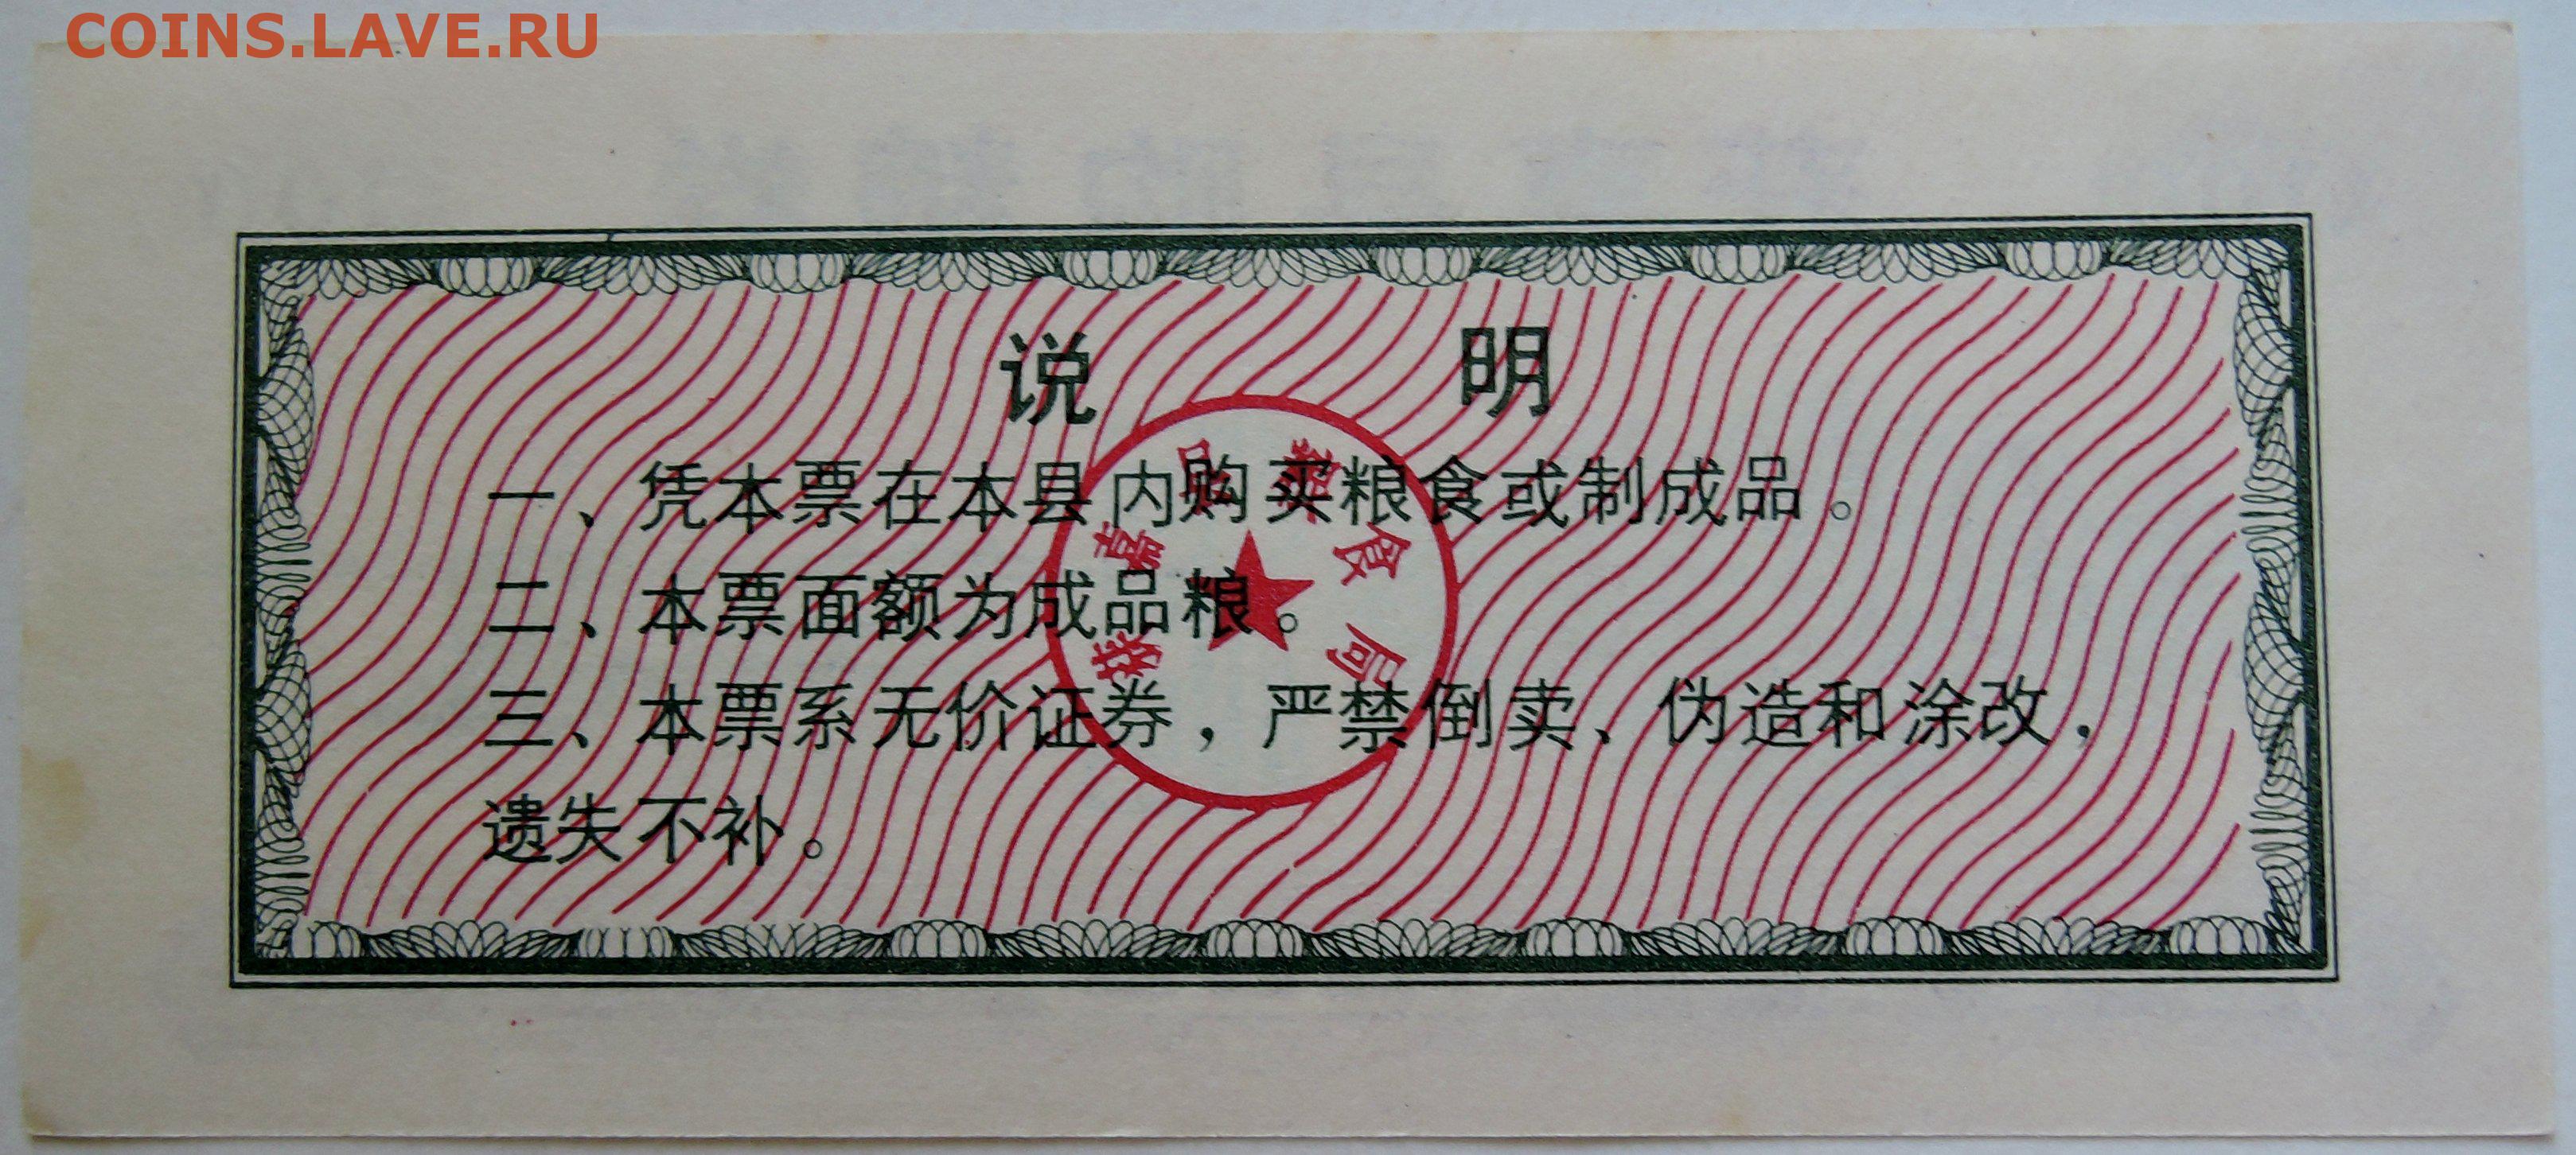 COINS.LAVE.RU
说 明
一、凭本票在本县内购买粮食或制成品。
二、本票面额为成品粮。
三、本票系无价证券，严禁倒卖、伪造和涂改，
遗失不补。
食局